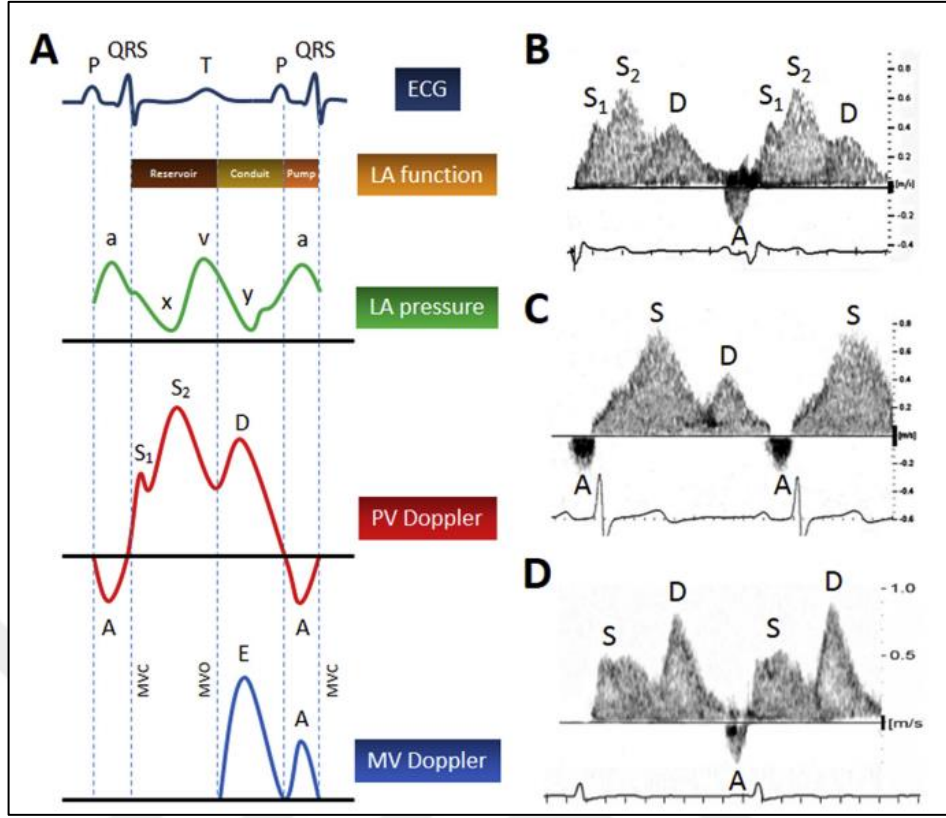 A
P QRS T P QRS
ECG
Reservoir Conduit Pump
LA function
a v a
x y
LA pressure
S1 S2 D
PV Doppler
A A
MVC MVO MVC
E A
MV Doppler
B
S1 S2 D S1 S2 D
0.8
0.6
0.4
0.2
[m/s]
-0.2
-0.4
A
C
S D S
0.8
0.6
0.4
0.2
[m/s]
-0.2
-0.4
-0.6
A A
D
S D S D
1.0
0.5
[m/s
A